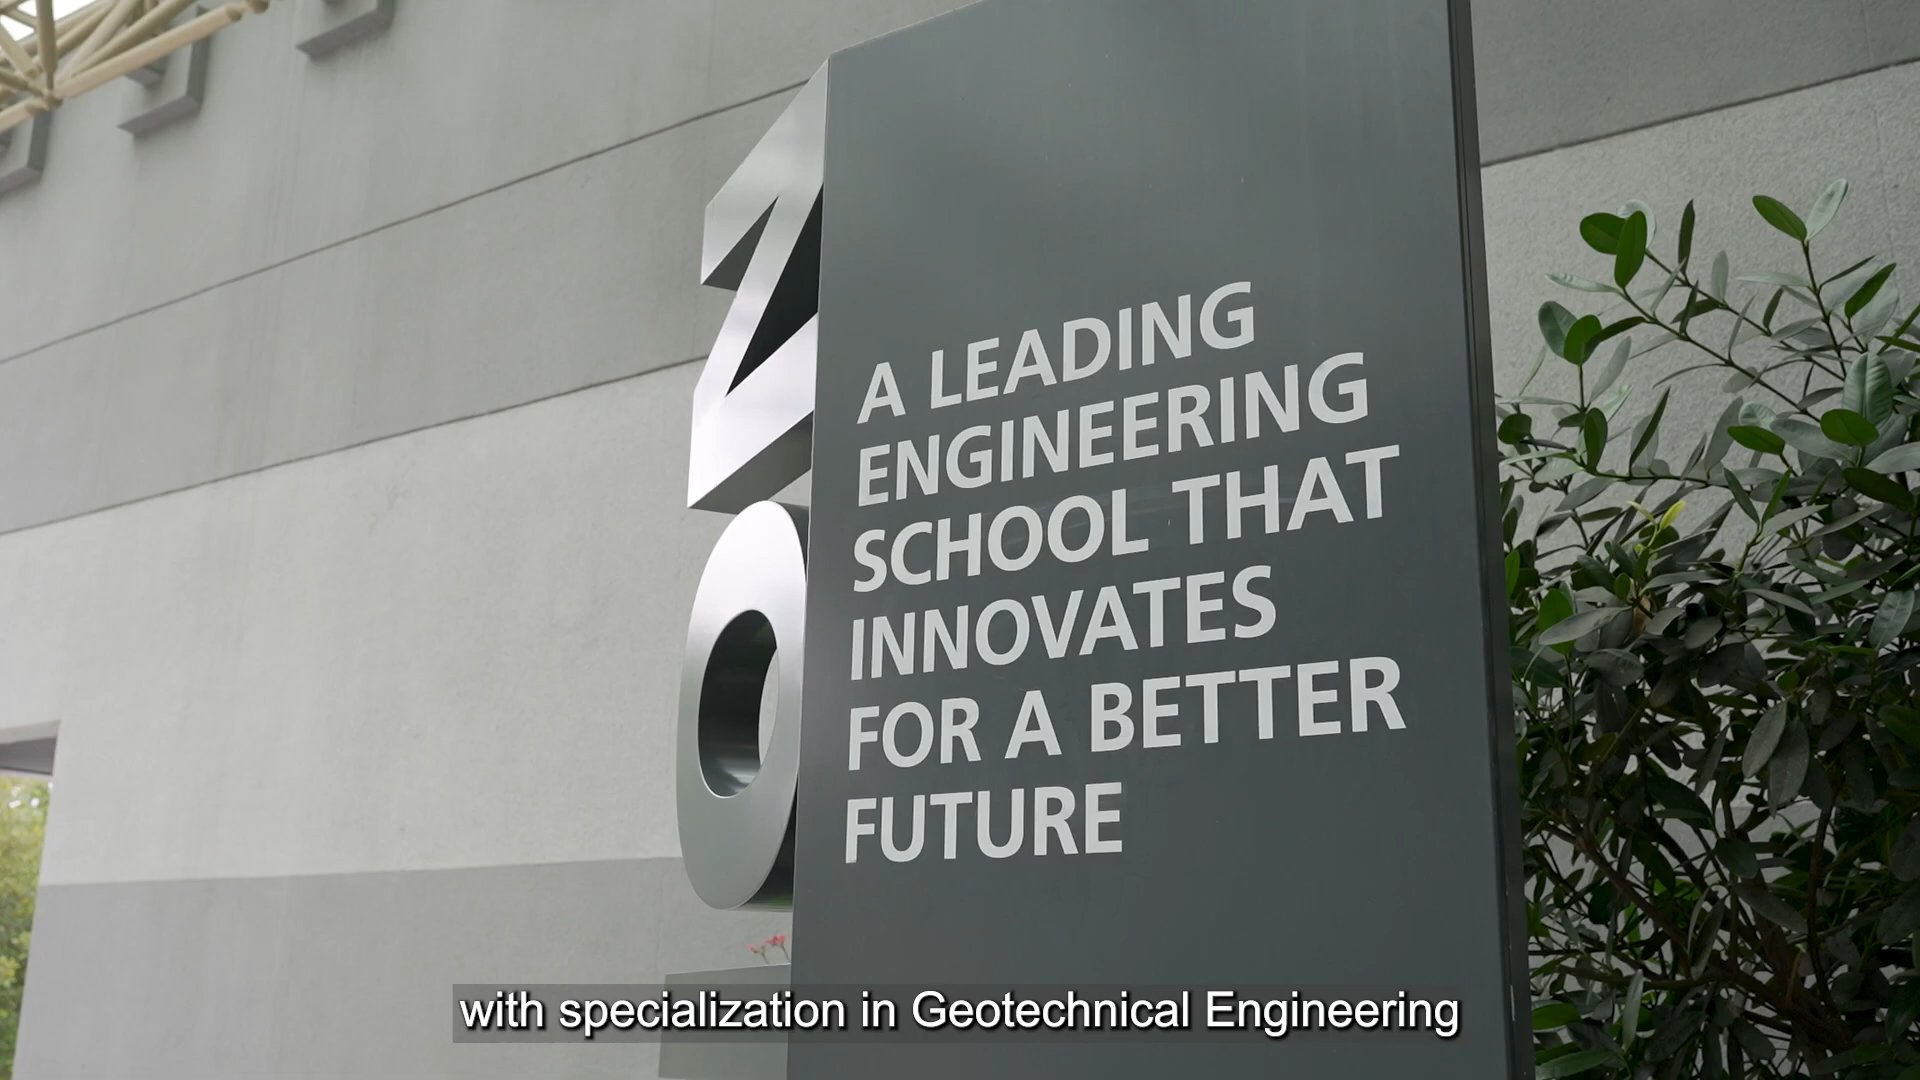 A LEADING
ENGINEERING
SCHOOL THAT
INNOVATES
FOR A BETTER
FUTURE
with specialization in Geotechnical Engineering